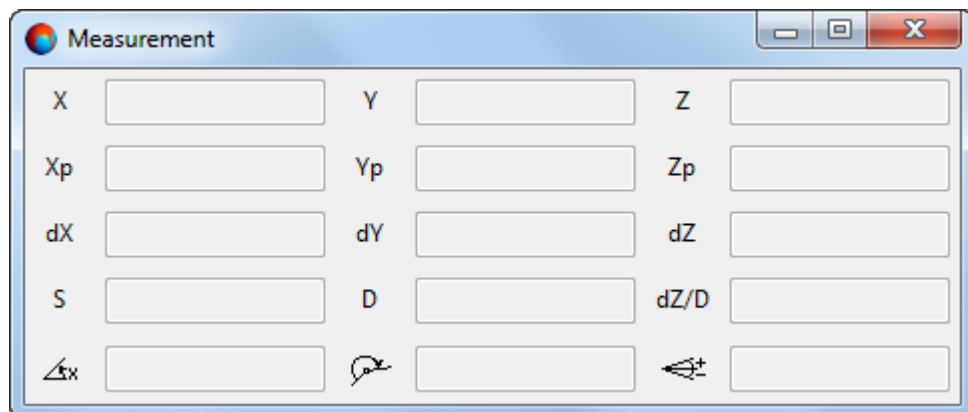 Measurement
X Y Z
Xp Yp Zp
dX dY dZ
S D dZ/D
x